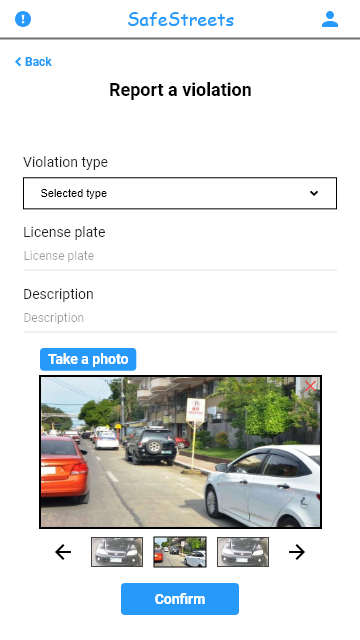 SafeStreets
Back
Report a violation
Violation type
Selected type
License plate
License plate
Description
Description
Take a photo
Confirm